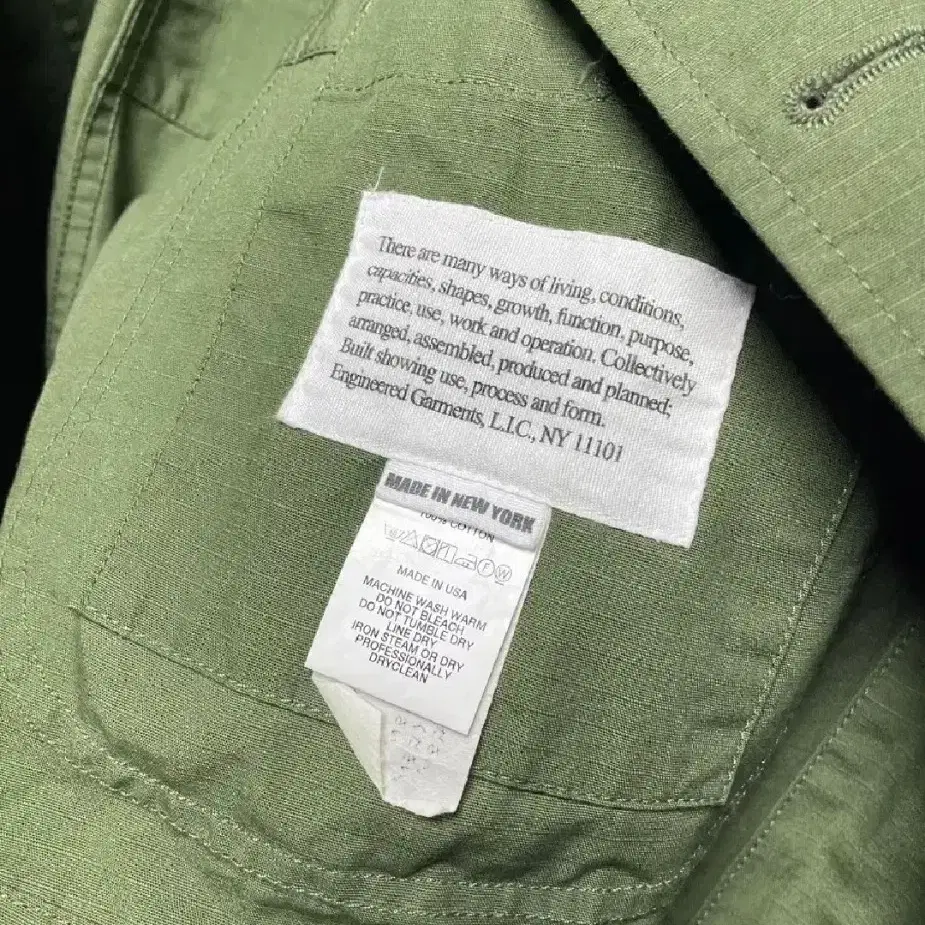 There are many ways of living, conditions,
capacities, shapes, growth, function, purpose,
practice, use, work and operation. Collectively
arranged, assembled, produced and planned;
Built showing use, process and form.
Engineered Garments, L.I.C., NY 11101
MADE IN NEW YORK
100% COTTON
F W
MADE IN USA
MACHINE WASH WARM
DO NOT BLEACH
DO NOT TUMBLE DRY
LINE DRY
IRON STEAM OR DRY
PROFESSIONALLY
DRYCLEAN